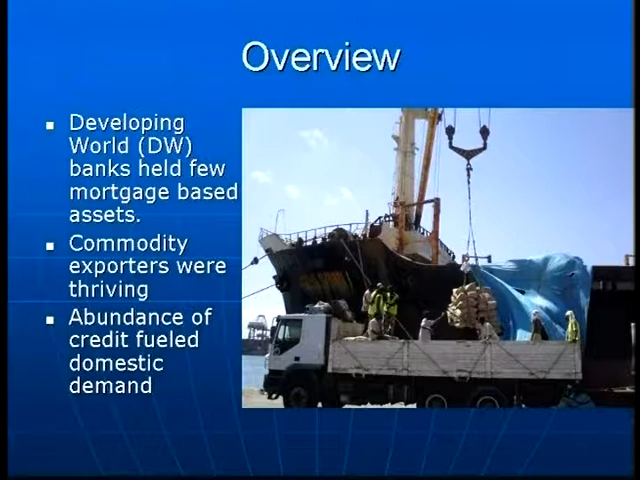 Overview
Developing
World (DW)
banks held few
mortgage based
assets.
Commodity
exporters were
thriving
Abundance of
credit fueled
domestic
demand